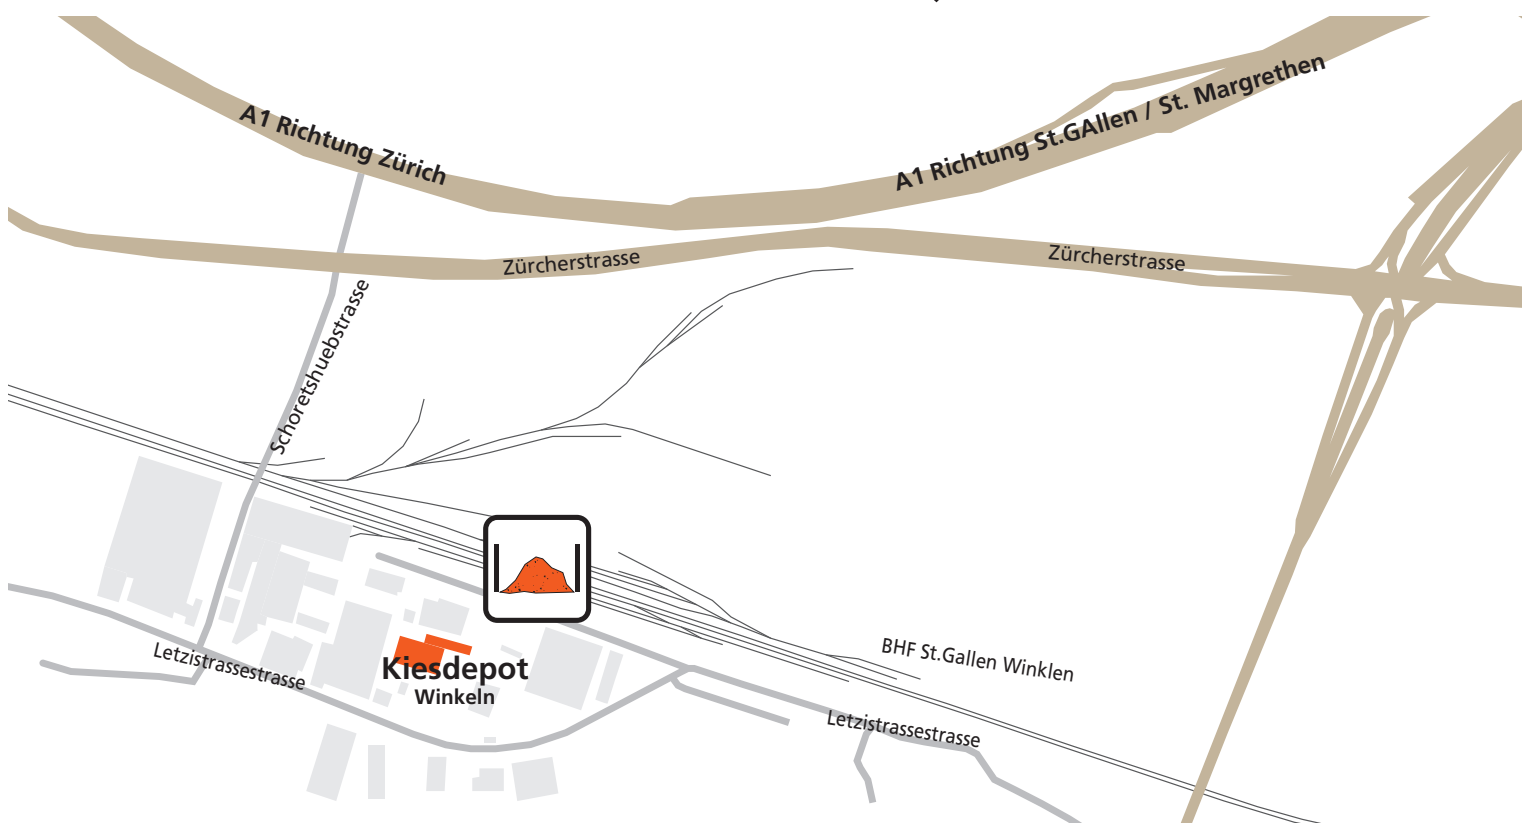 A1 Richtung Zürich
A1 Richtung St.GAllen / St. Margrethen
Zürcherstrasse
Zürcherstrasse
Schoretshuebstrasse
BHF St.Gallen Winklen
Letzistrassestrasse
Kiesdepot
Winkeln
Letzistrassestrasse